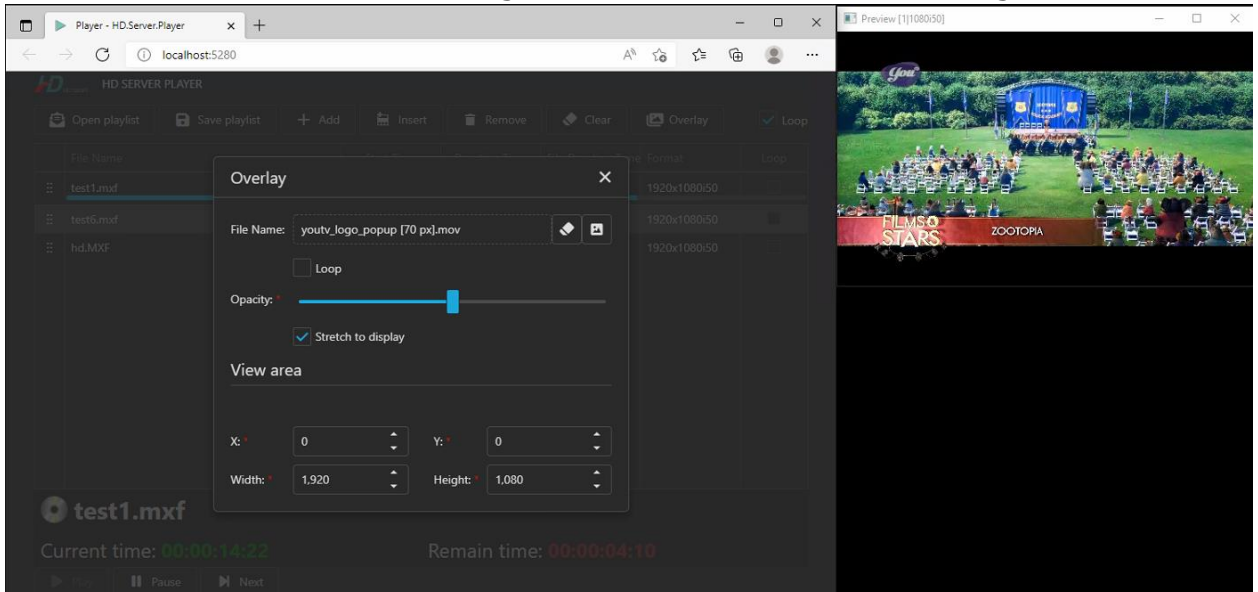 Player - HD.Server.Player
Preview [1|1080i50]
localhost:5280
HD SERVER PLAYER
Open playlist Save playlist Add Insert Remove Clear Overlay Loop
File Name Format Loop
test1.mxf 1920x1080i50
test6.mxf 1920x1080i50
hd.MXF 1920x1080i50
Overlay
File Name: youtv_logo_popup [70 px].mov
Loop
Opacity: *
Stretch to display
View area
X: * 0 Y: * 0
Width: * 1,920 Height: * 1,080
test1.mxf
Current time: 00:00:14:22 Remain time: 00:00:04:10
Play Pause Next
you
FILMS
STARS
ZOOTOPIA